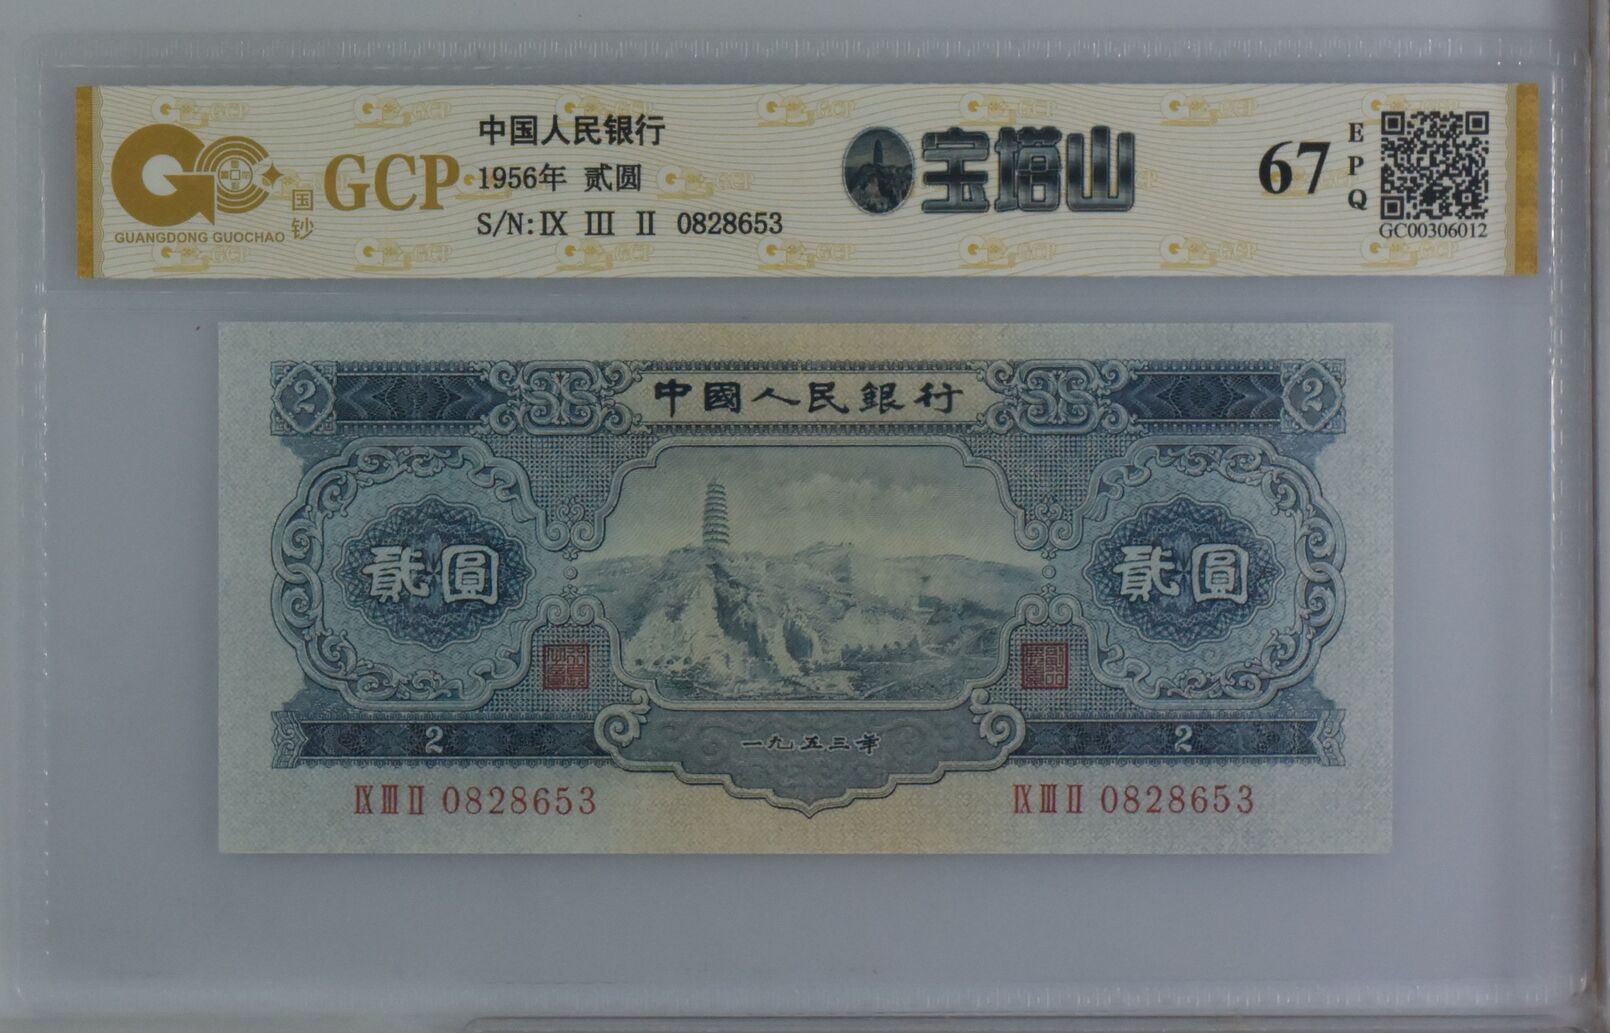 GCP
国钞
GUANGDONG GUOCHAO
中国人民银行
1956年 贰圆
S/N:Ⅸ Ⅲ Ⅱ 0828653
宝塔山
67
EPQ
GC00306012
2
中國人民銀行
2
貳圓
貳圓
一九五三年
2
2
Ⅸ Ⅲ Ⅱ 0828653
Ⅸ Ⅲ Ⅱ 0828653